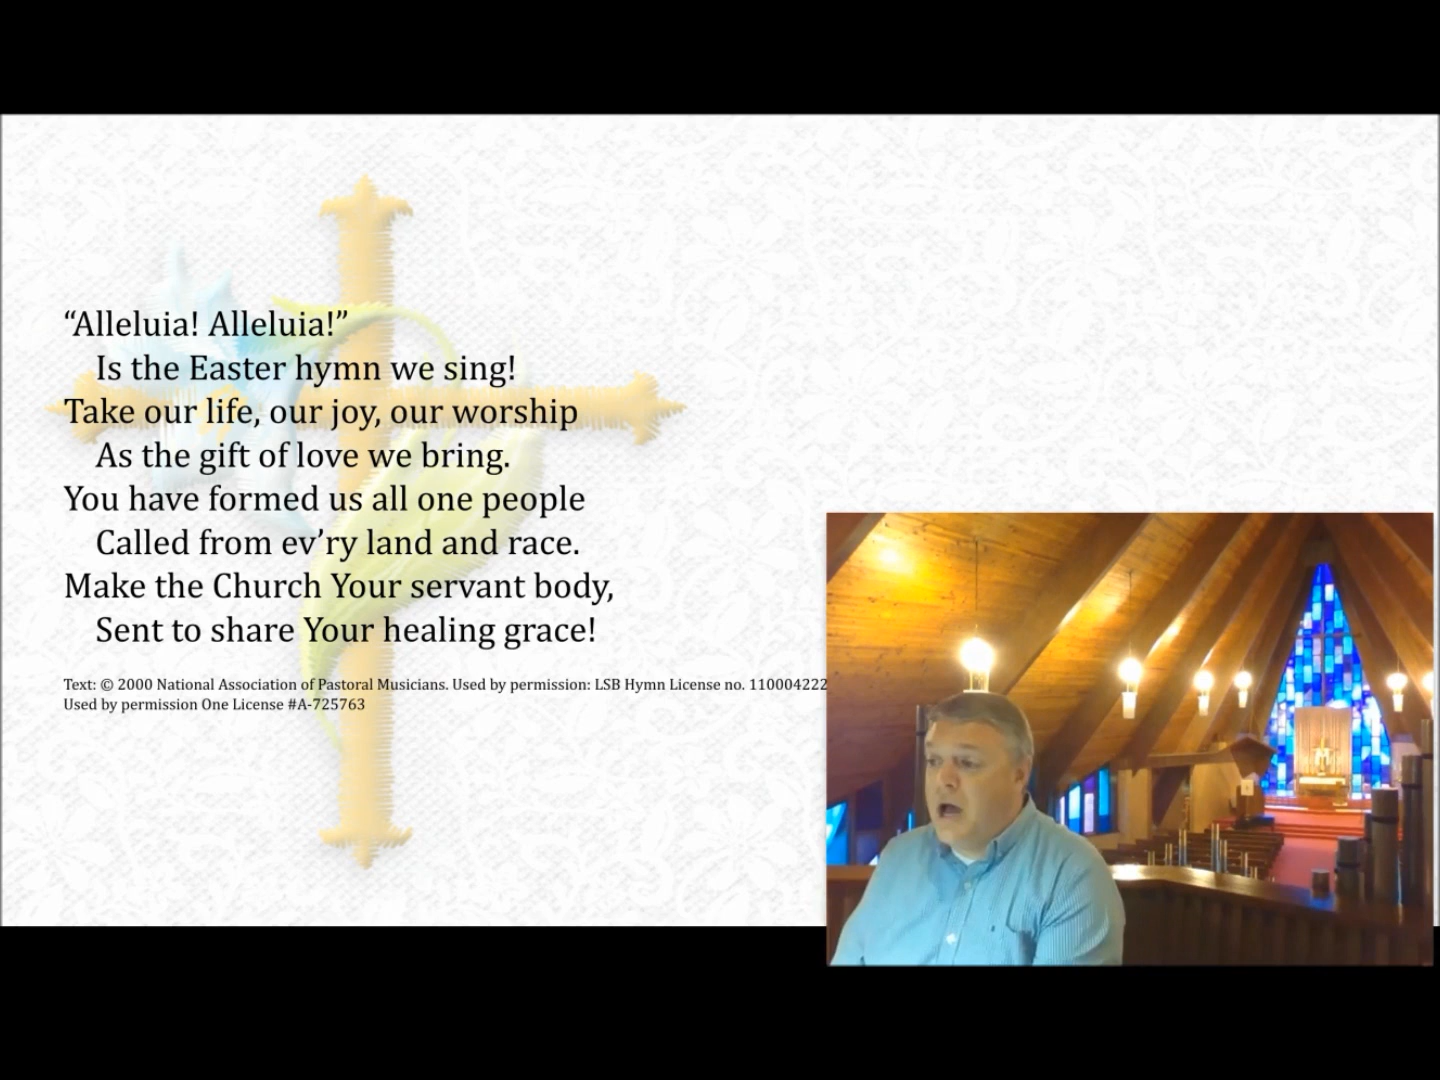 “Alleluia! Alleluia!”
Is the Easter hymn we sing!
Take our life, our joy, our worship
As the gift of love we bring.
You have formed us all one people
Called from ev’ry land and race.
Make the Church Your servant body,
Sent to share Your healing grace!
Text: © 2000 National Association of Pastoral Musicians. Used by permission: LSB Hymn License no. 110004222
Used by permission One License #A-725763